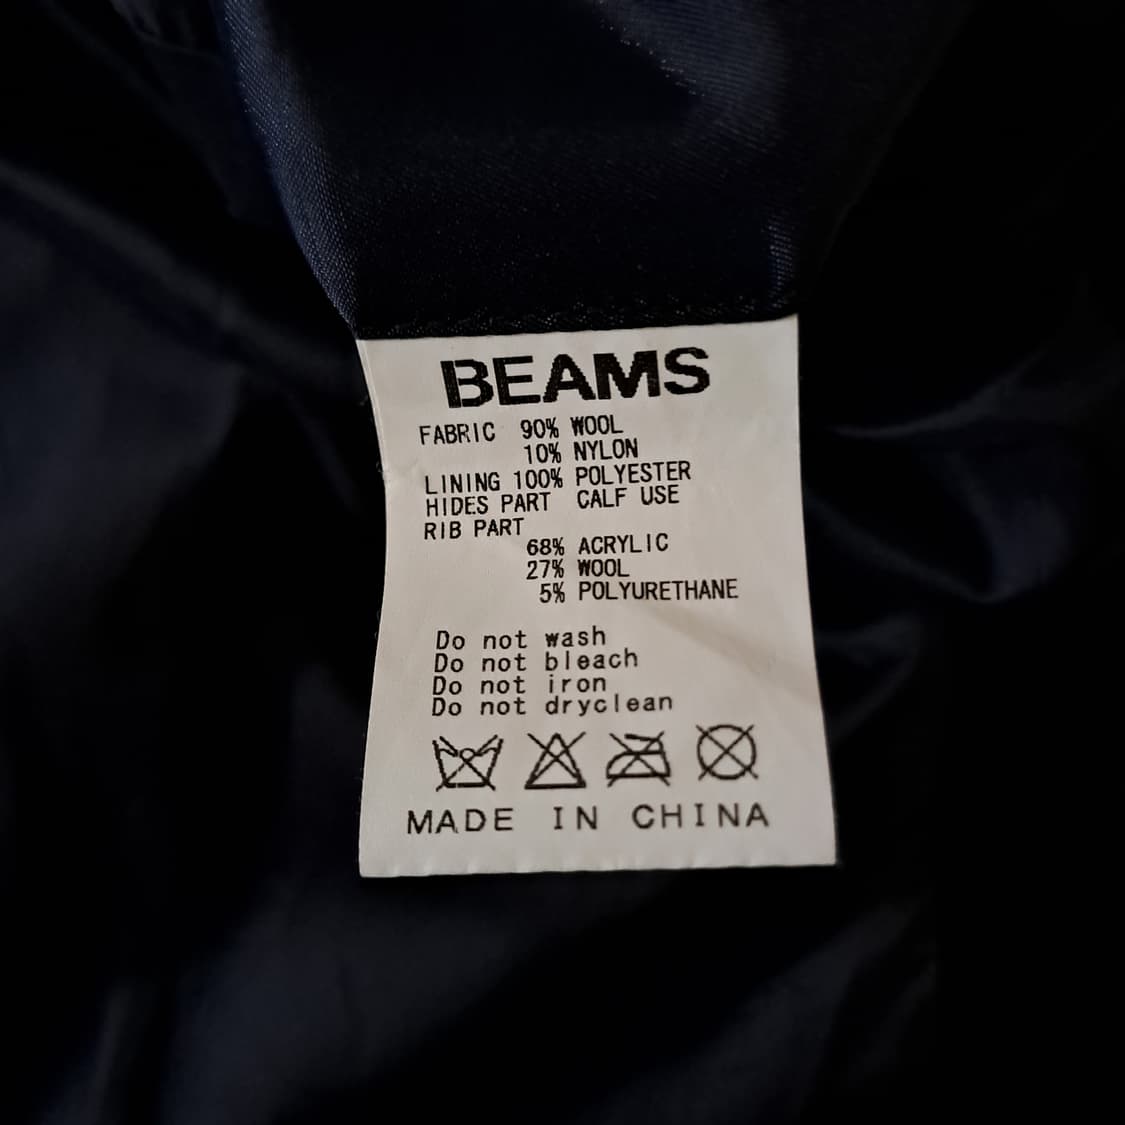 BEAMS
FABRIC 90% WOOL
10% NYLON
LINING 100% POLYESTER
HIDES PART CALF USE
RIB PART
68% ACRYLIC
27% WOOL
5% POLYURETHANE
Do not wash
Do not bleach
Do not iron
Do not dryclean
MADE IN CHINA